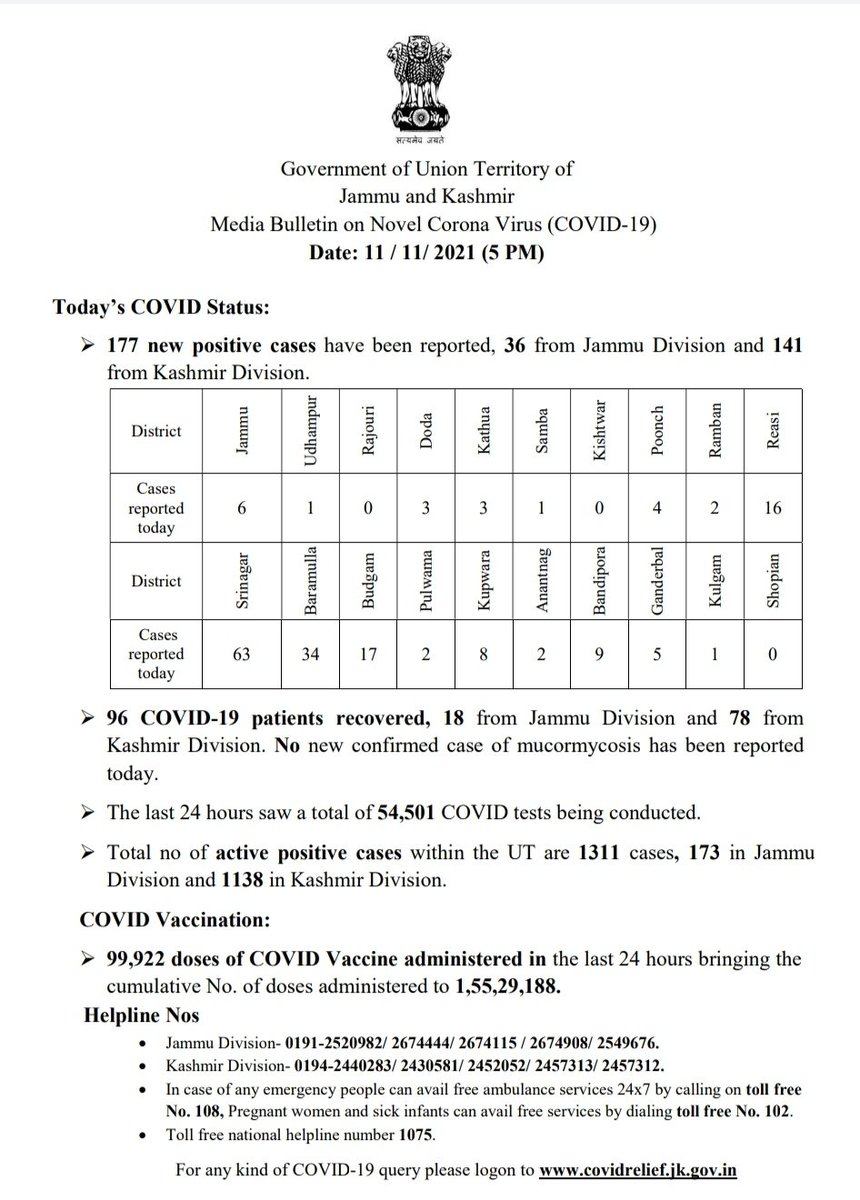 सत्यमेव जयते
Government of Union Territory of
Jammu and Kashmir
Media Bulletin on Novel Corona Virus (COVID-19)
Date: 11 / 11/ 2021 (5 PM)
Today’s COVID Status:
➢ 177 new positive cases have been reported, 36 from Jammu Division and 141
from Kashmir Division.
District Jammu Udhampur Rajouri Doda Kathua Samba Kishtwar Poonch Ramban Reasi
Cases
reported
today
6 1 0 3 3 1 0 4 2 16
District Srinagar Baramulla Budgam Pulwama Kupwara Anantnag Bandipora Ganderbal Kulgam Shopian
Cases
reported
today
63 34 17 2 8 2 9 5 1 0
➢ 96 COVID-19 patients recovered, 18 from Jammu Division and 78 from
Kashmir Division. No new confirmed case of mucormycosis has been reported
today.
➢ The last 24 hours saw a total of 54,501 COVID tests being conducted.
➢ Total no of active positive cases within the UT are 1311 cases, 173 in Jammu
Division and 1138 in Kashmir Division.
COVID Vaccination:
➢ 99,922 doses of COVID Vaccine administered in the last 24 hours bringing the
cumulative No. of doses administered to 1,55,29,188.
Helpline Nos
• Jammu Division- 0191-2520982/ 2674444/ 2674115 / 2674908/ 2549676.
• Kashmir Division- 0194-2440283/ 2430581/ 2452052/ 2457313/ 2457312.
• In case of any emergency people can avail free ambulance services 24x7 by calling on toll free
No. 108, Pregnant women and sick infants can avail free services by dialing toll free No. 102.
• Toll free national helpline number 1075.
For any kind of COVID-19 query please logon to www.covidrelief.jk.gov.in